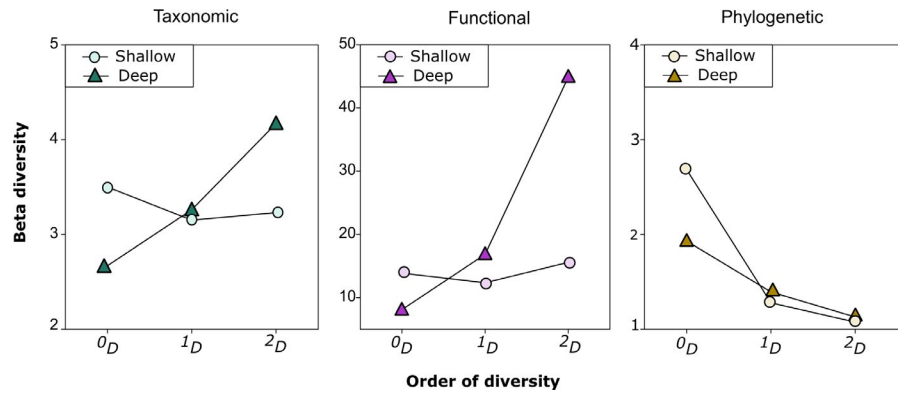 Taxonomic
Functional
Phylogenetic
5
4
3
2
Shallow
Deep
50
40
30
20
10
Shallow
Deep
4
3
2
1
Shallow
Deep
Beta diversity
⁰D ¹D ²D
⁰D ¹D ²D
⁰D ¹D ²D
Order of diversity